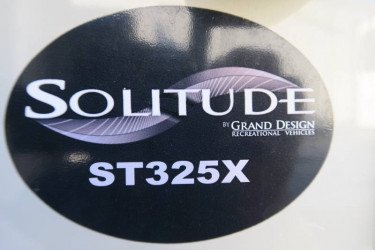 SOLITUDE
BY GRAND DESIGN
RECREATIONAL VEHICLES
ST325X